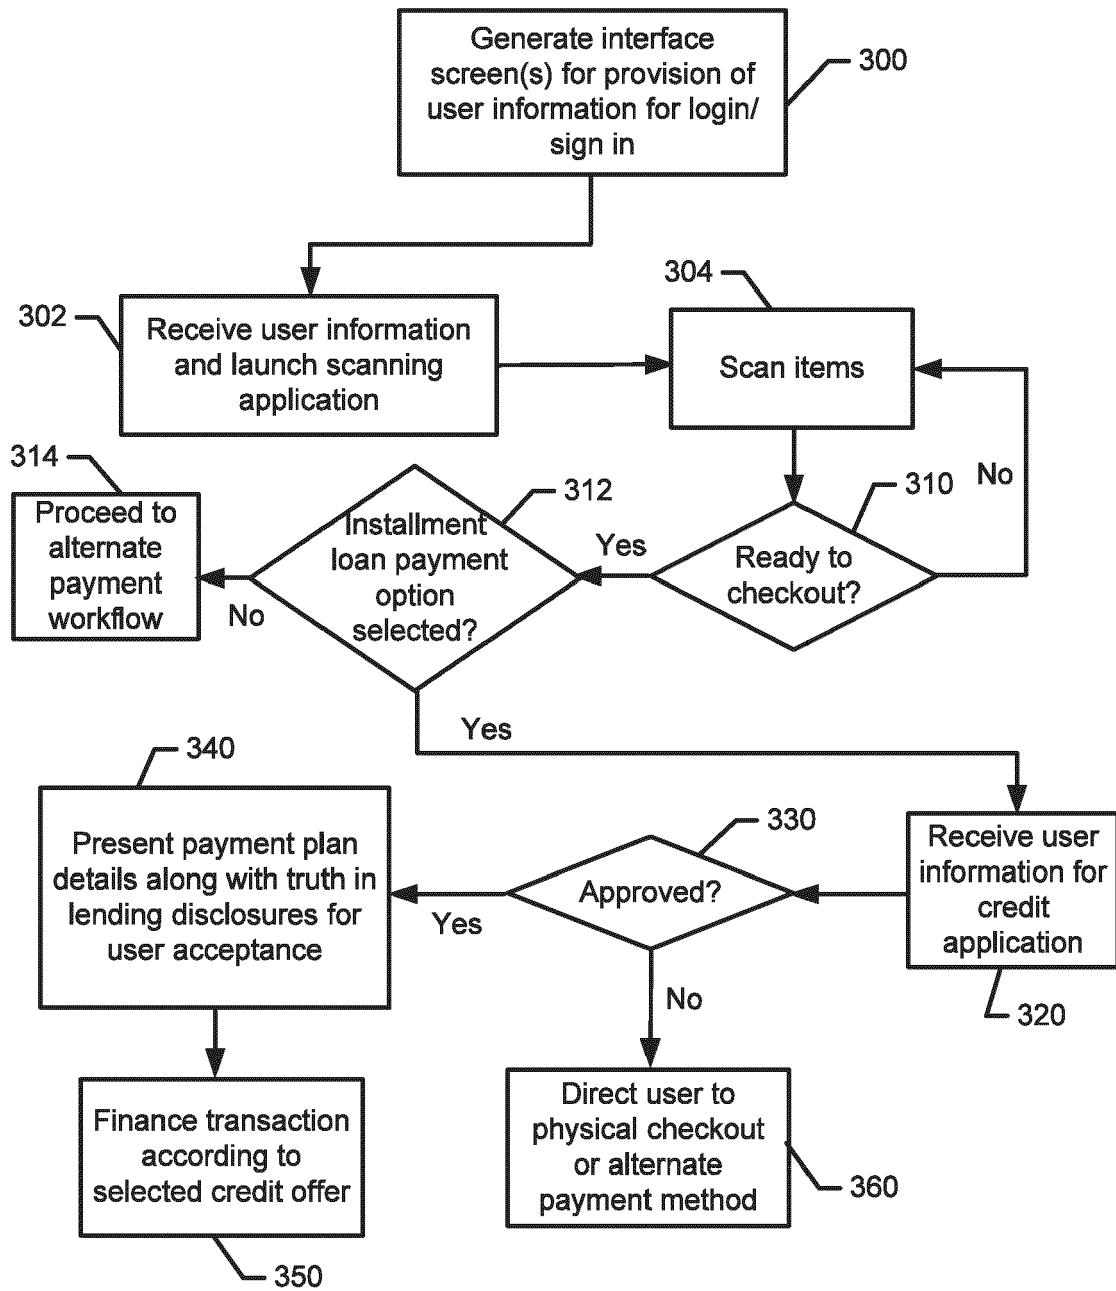 Generate interface
screen(s) for provision of
user information for login/
sign in
300
302
Receive user information
and launch scanning
application
304
Scan items
No
310
Ready to
checkout?
Yes
312
Installment
loan payment
option
selected?
No
314
Proceed to
alternate
payment
workflow
Yes
Receive user
information for
credit
application
320
330
Approved?
Yes
No
340
Present payment plan
details along with truth in
lending disclosures for
user acceptance
Finance transaction
according to
selected credit offer
350
Direct user to
physical checkout
or alternate
payment method
360